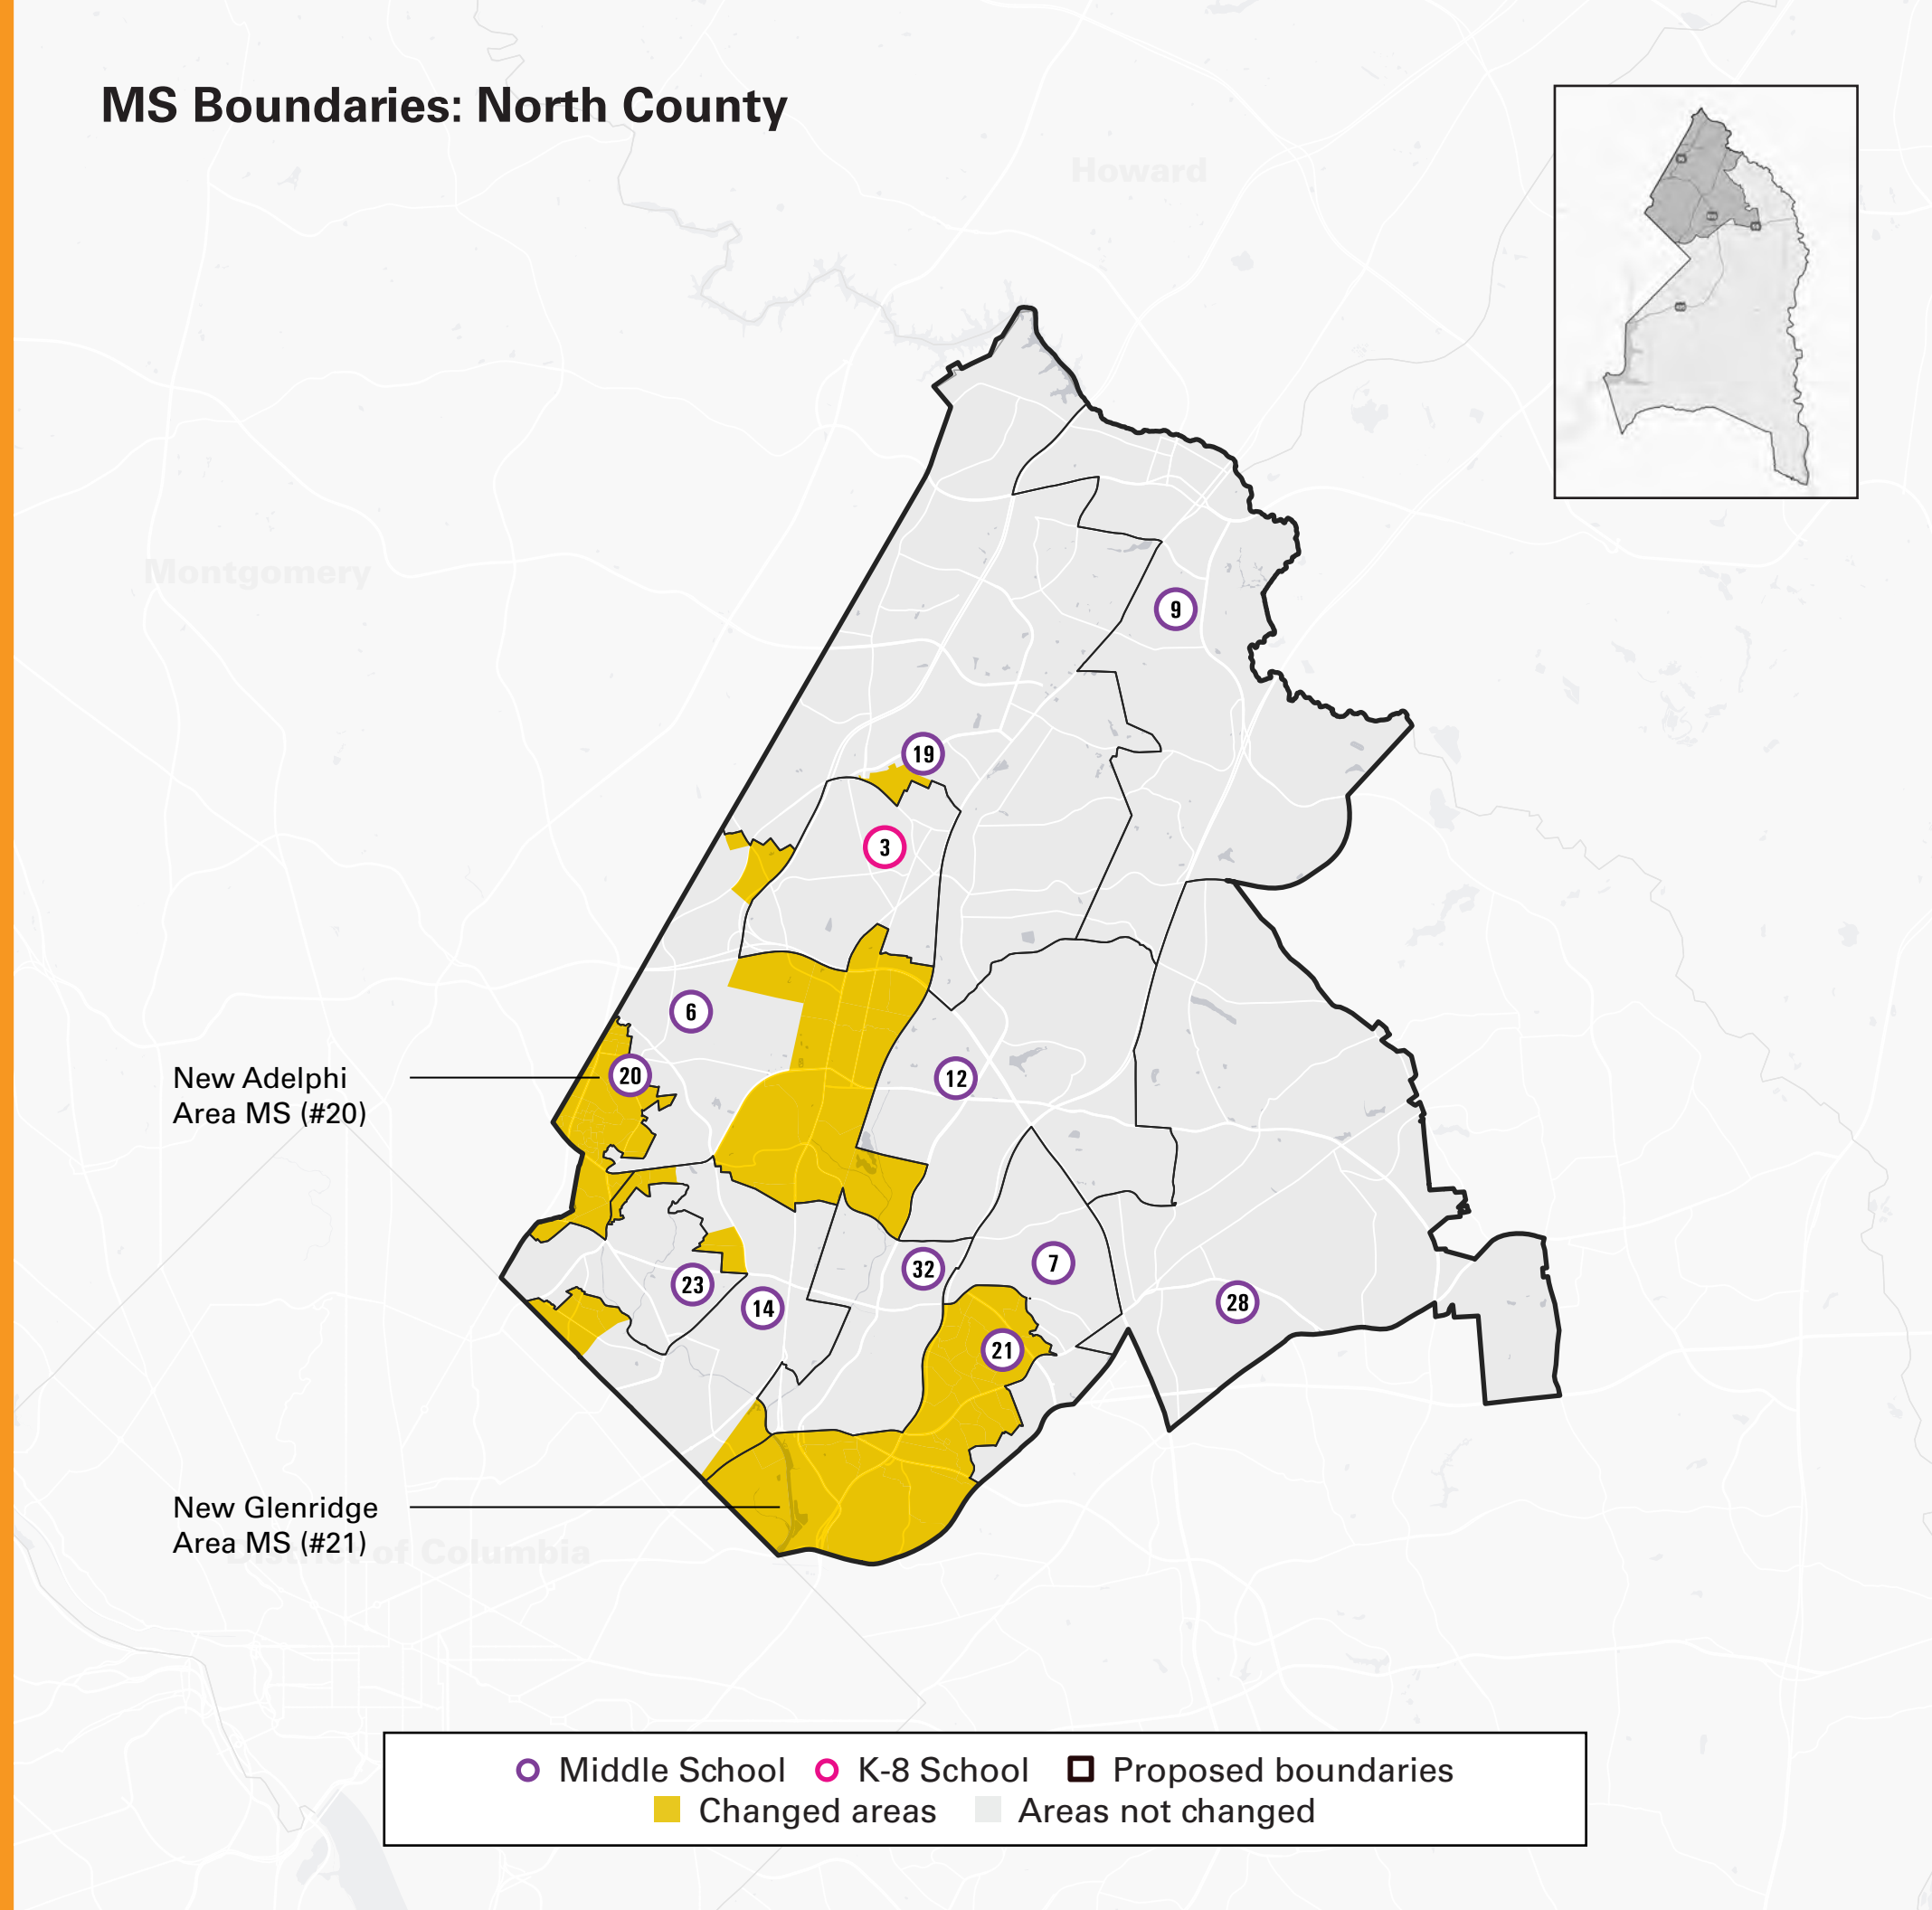 MS Boundaries: North County
Howard
Montgomery
9
19
3
6
20
12
New Adelphi
Area MS (#20)
32
7
23
14
28
21
New Glenridge
Area MS (#21)
District of Columbia
Middle School
K-8 School
Proposed boundaries
Changed areas
Areas not changed